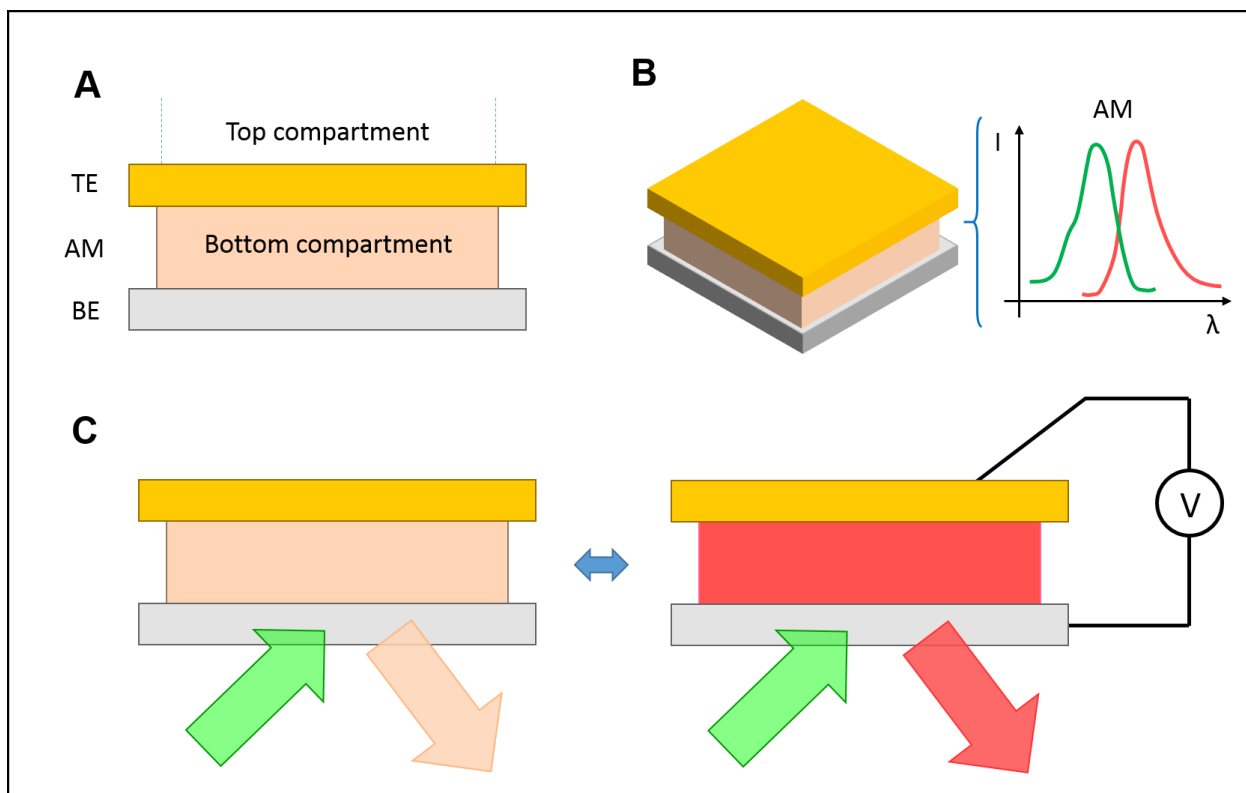 A
Top compartment
TE
AM
Bottom compartment
BE
B
AM
I
λ
C
V